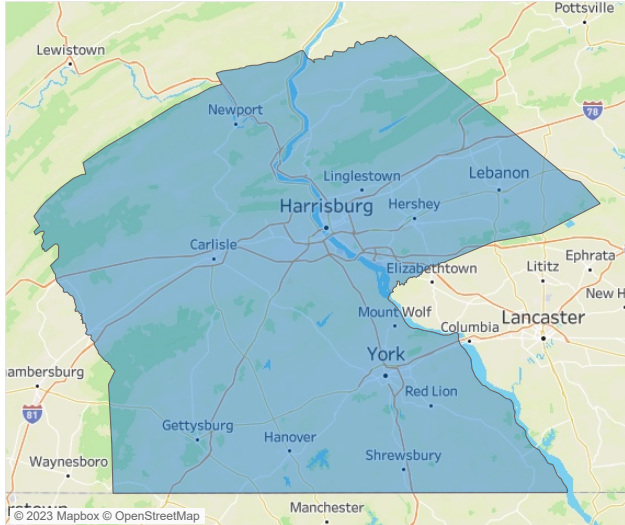 Pottsville
Lewistown
Newport
78
Linglestown
Lebanon
Harrisburg
Hershey
Carlisle
Ephrata
Elizabethtown
Lititz
New H
Mount Wolf
Lancaster
Columbia
York
ambersburg
Red Lion
81
Gettysburg
Hanover
Shrewsbury
Waynesboro
rstown
Manchester
© 2023 Mapbox © OpenStreetMap